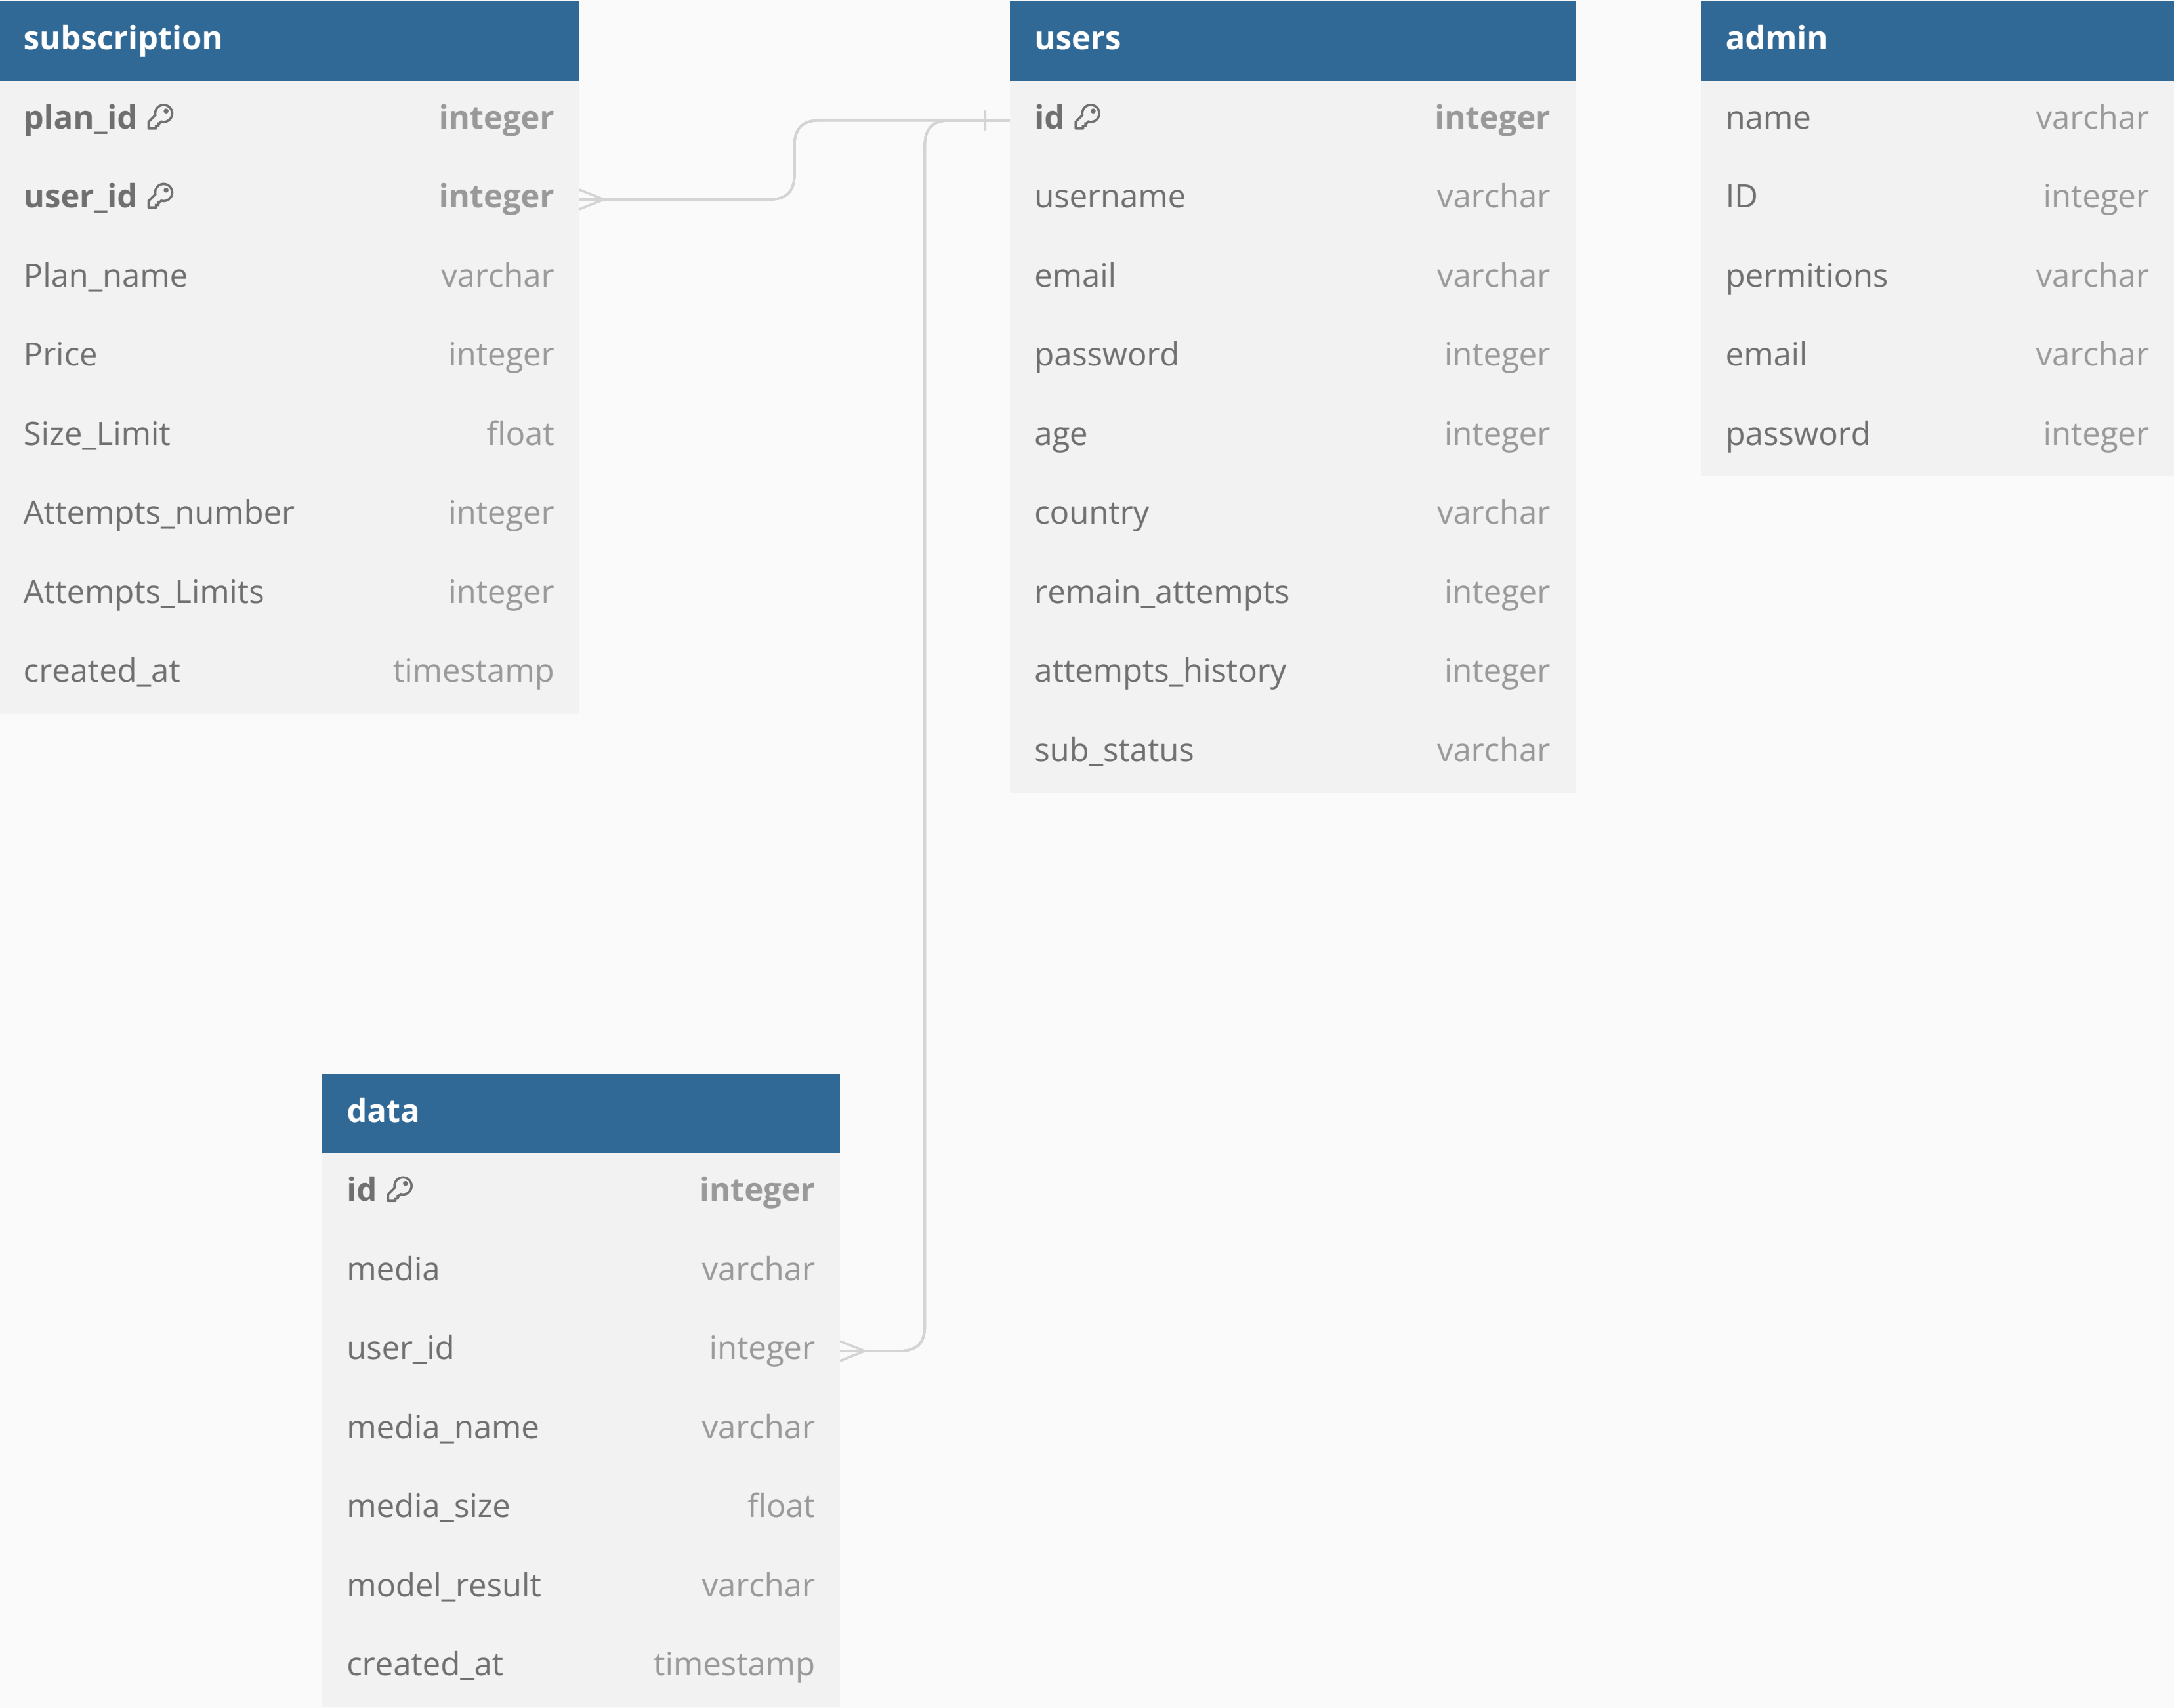 subscription
plan_id integer
user_id integer
Plan_name varchar
Price integer
Size_Limit float
Attempts_number integer
Attempts_Limits integer
created_at timestamp
users
id integer
username varchar
email varchar
password integer
age integer
country varchar
remain_attempts integer
attempts_history integer
sub_status varchar
admin
name varchar
ID integer
permitions varchar
email varchar
password integer
data
id integer
media varchar
user_id integer
media_name varchar
media_size float
model_result varchar
created_at timestamp